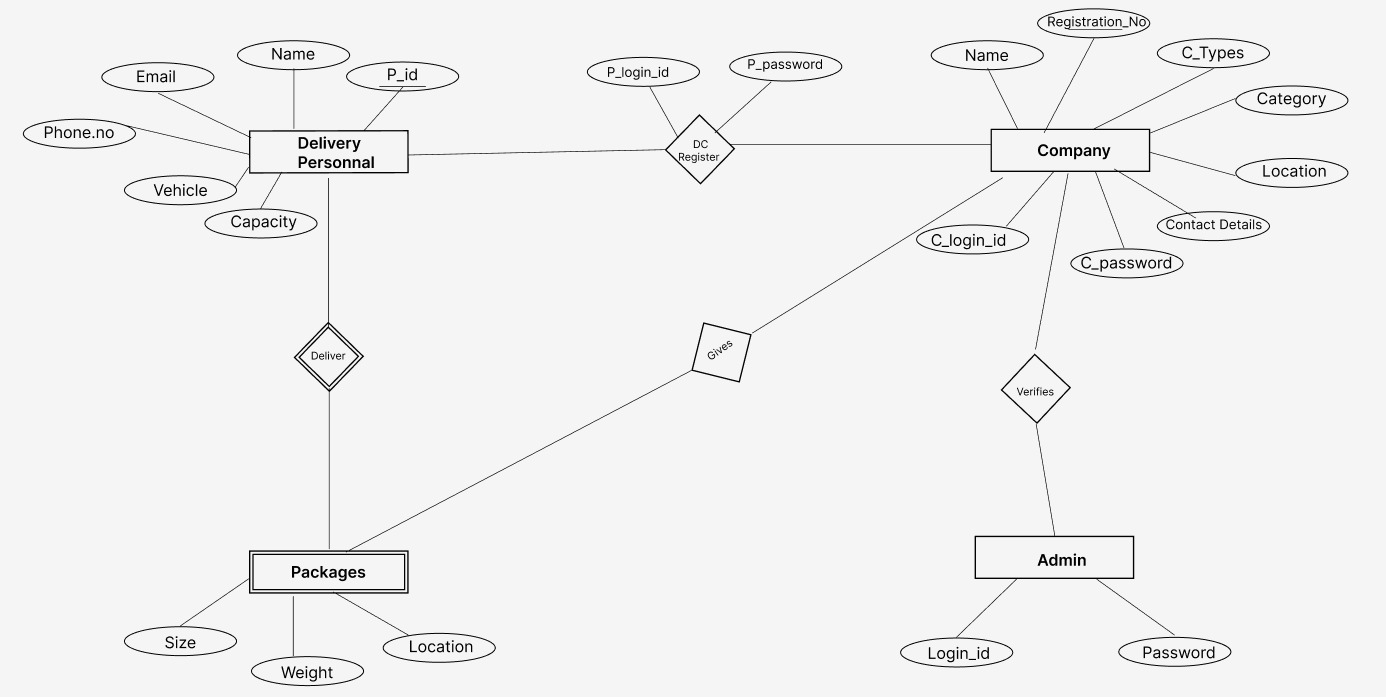 Registration_No
Name
Name
C_Types
Email
P_id
P_login_id
P_password
Category
Phone.no
Delivery
Personnal
DC
Register
Company
Location
Vehicle
Capacity
Contact Details
C_login_id
C_password
Deliver
Gives
Verifies
Packages
Admin
Size
Weight
Location
Login_id
Password